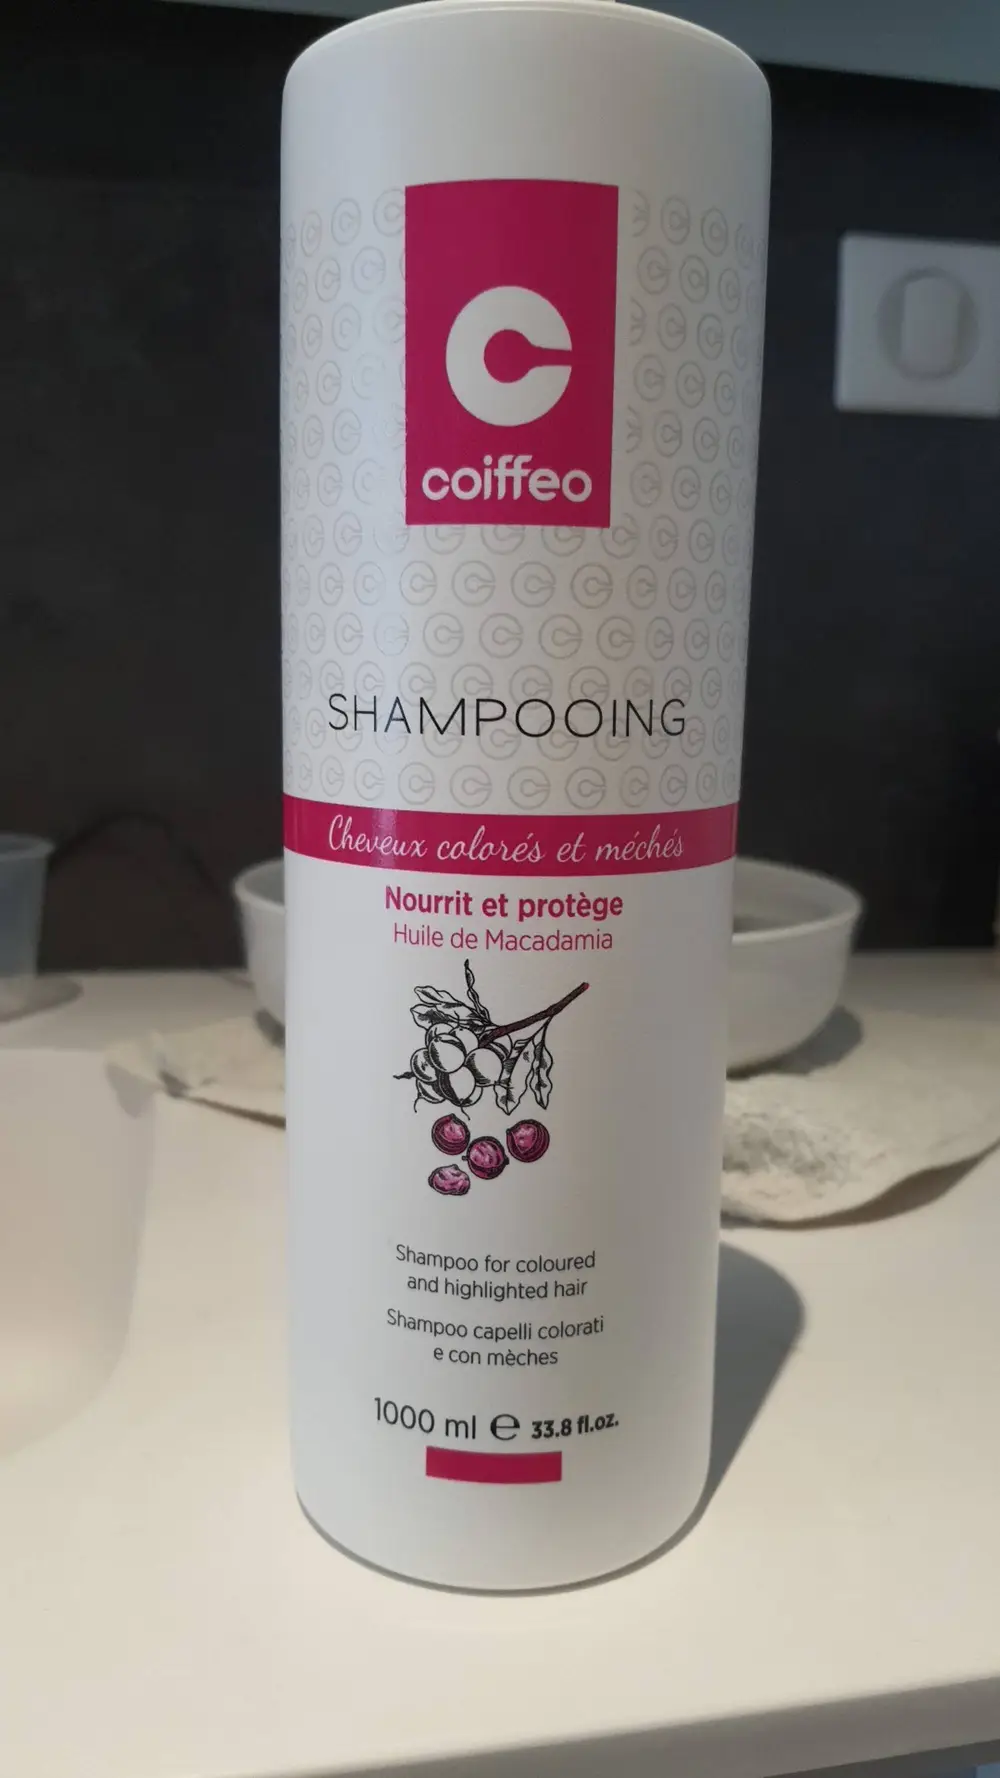 coiffeo
SHAMPOOING
Cheveux colorés et méchés
Nourrit et protège
Huile de Macadamia
Shampoo for coloured
and highlighted hair
Shampoo capelli colorati
e con mèches
1000 ml ℮ 33.8 fl.oz.